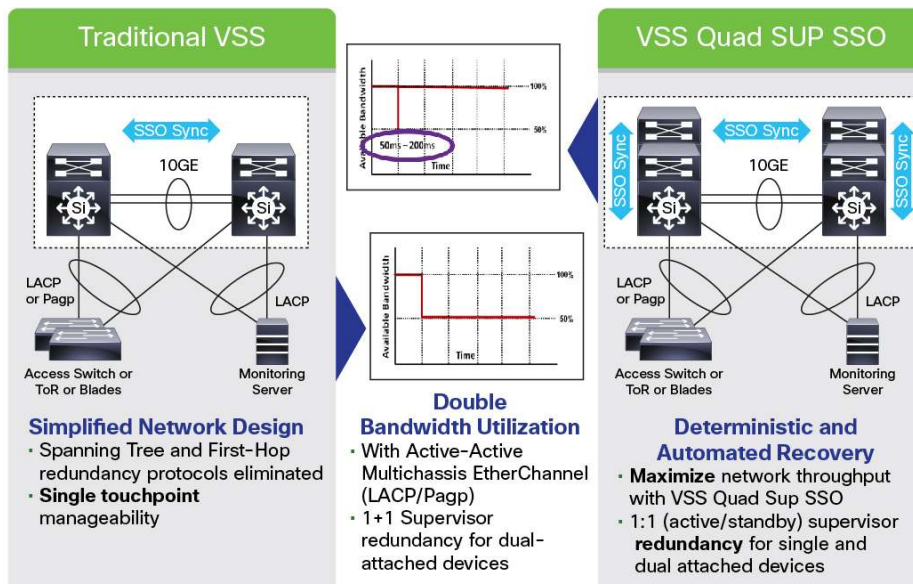 Traditional VSS
SSO Sync
10GE
Si
Si
LACP
or Pagp
LACP
Access Switch or
ToR or Blades
Monitoring
Server
Simplified Network Design
· Spanning Tree and First-Hop
redundancy protocols eliminated
· Single touchpoint
manageability
Available Bandwidth
100%
50%
50ms – 200ms
Time
Available Bandwidth
100%
50%
Time
Double
Bandwidth Utilization
· With Active-Active
Multichassis EtherChannel
(LACP/Pagp)
· 1+1 Supervisor
redundancy for dual-
attached devices
VSS Quad SUP SSO
SSO Sync
SSO Sync
SSO Sync
10GE
Si
Si
LACP
or Pagp
LACP
Access Switch or
ToR or Blades
Monitoring
Server
Deterministic and
Automated Recovery
· Maximize network throughput
with VSS Quad Sup SSO
· 1:1 (active/standby) supervisor
redundancy for single and
dual attached devices